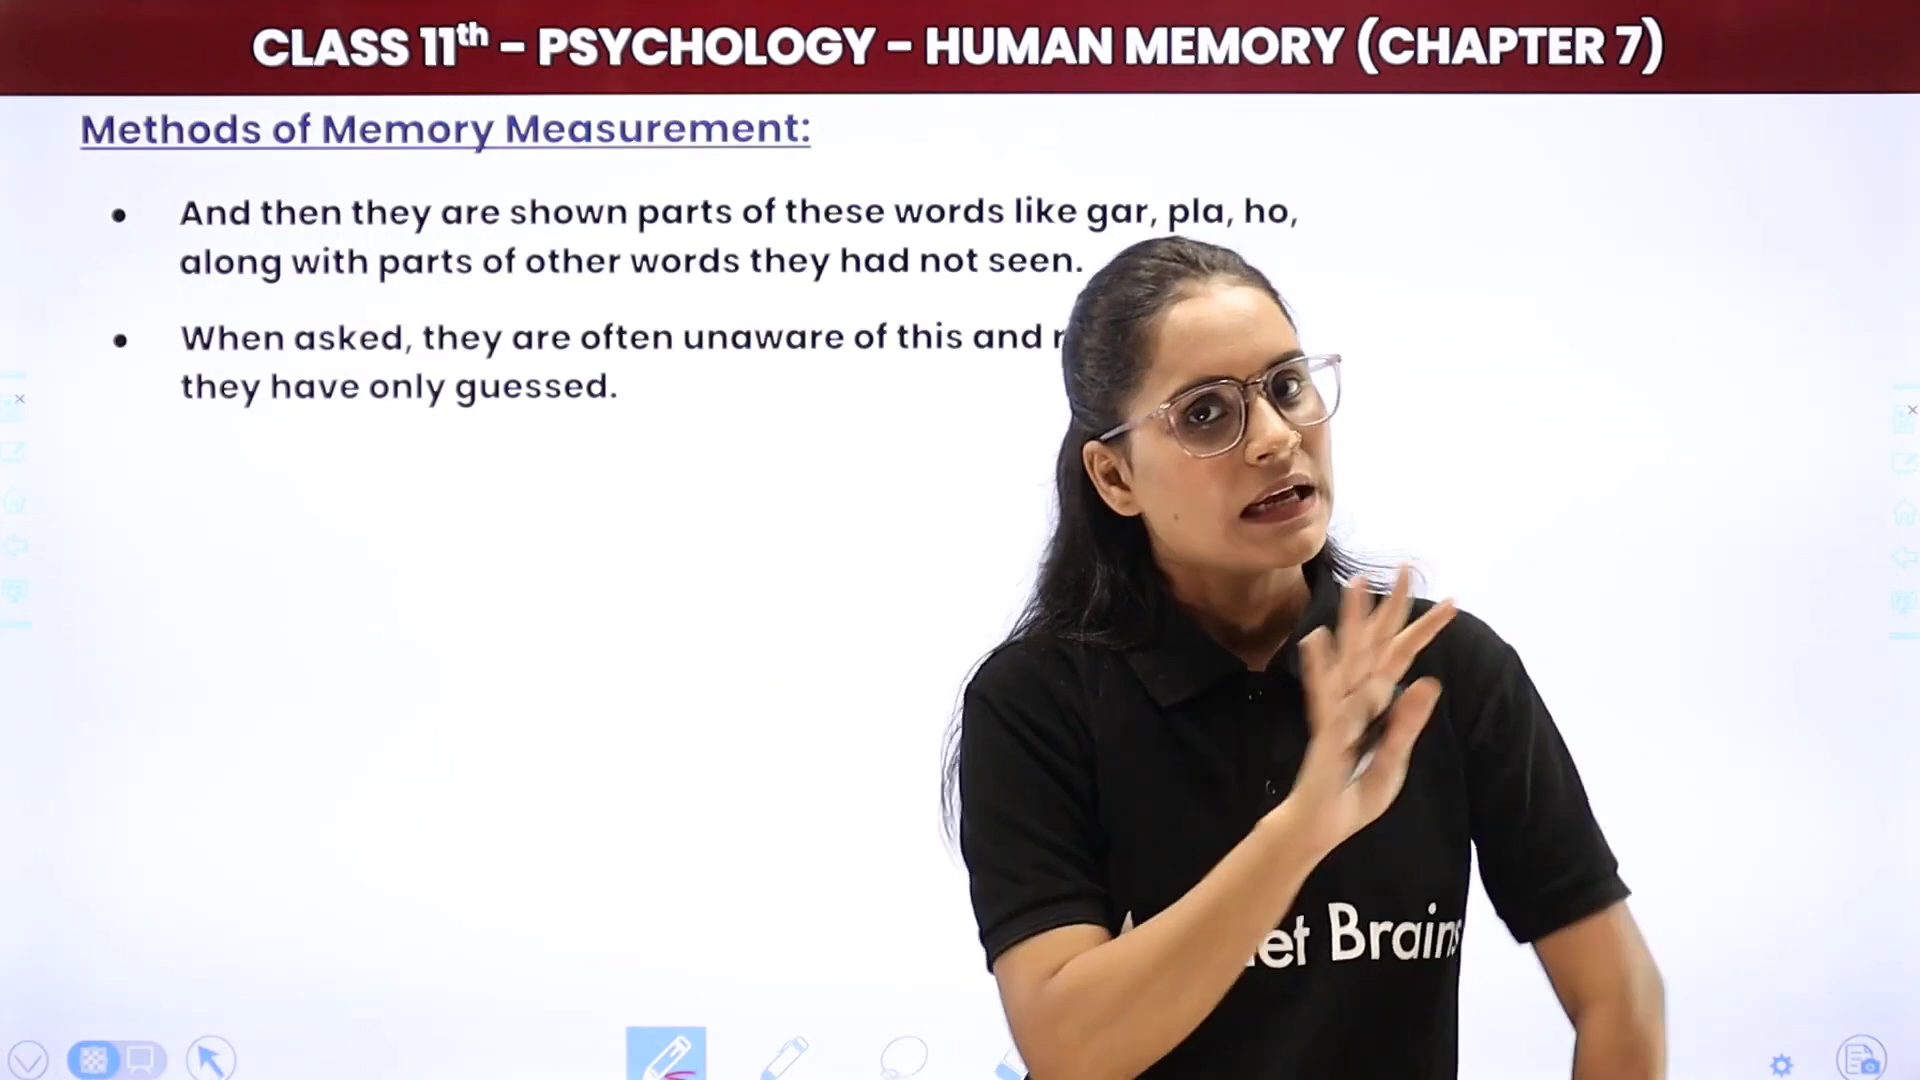 CLASS 11th – PSYCHOLOGY – HUMAN MEMORY (CHAPTER 7)
Methods of Memory Measurement:
• And then they are shown parts of these words like gar, pla, ho,
along with parts of other words they had not seen.
• When asked, they are often unaware of this and
they have only guessed.
Brains